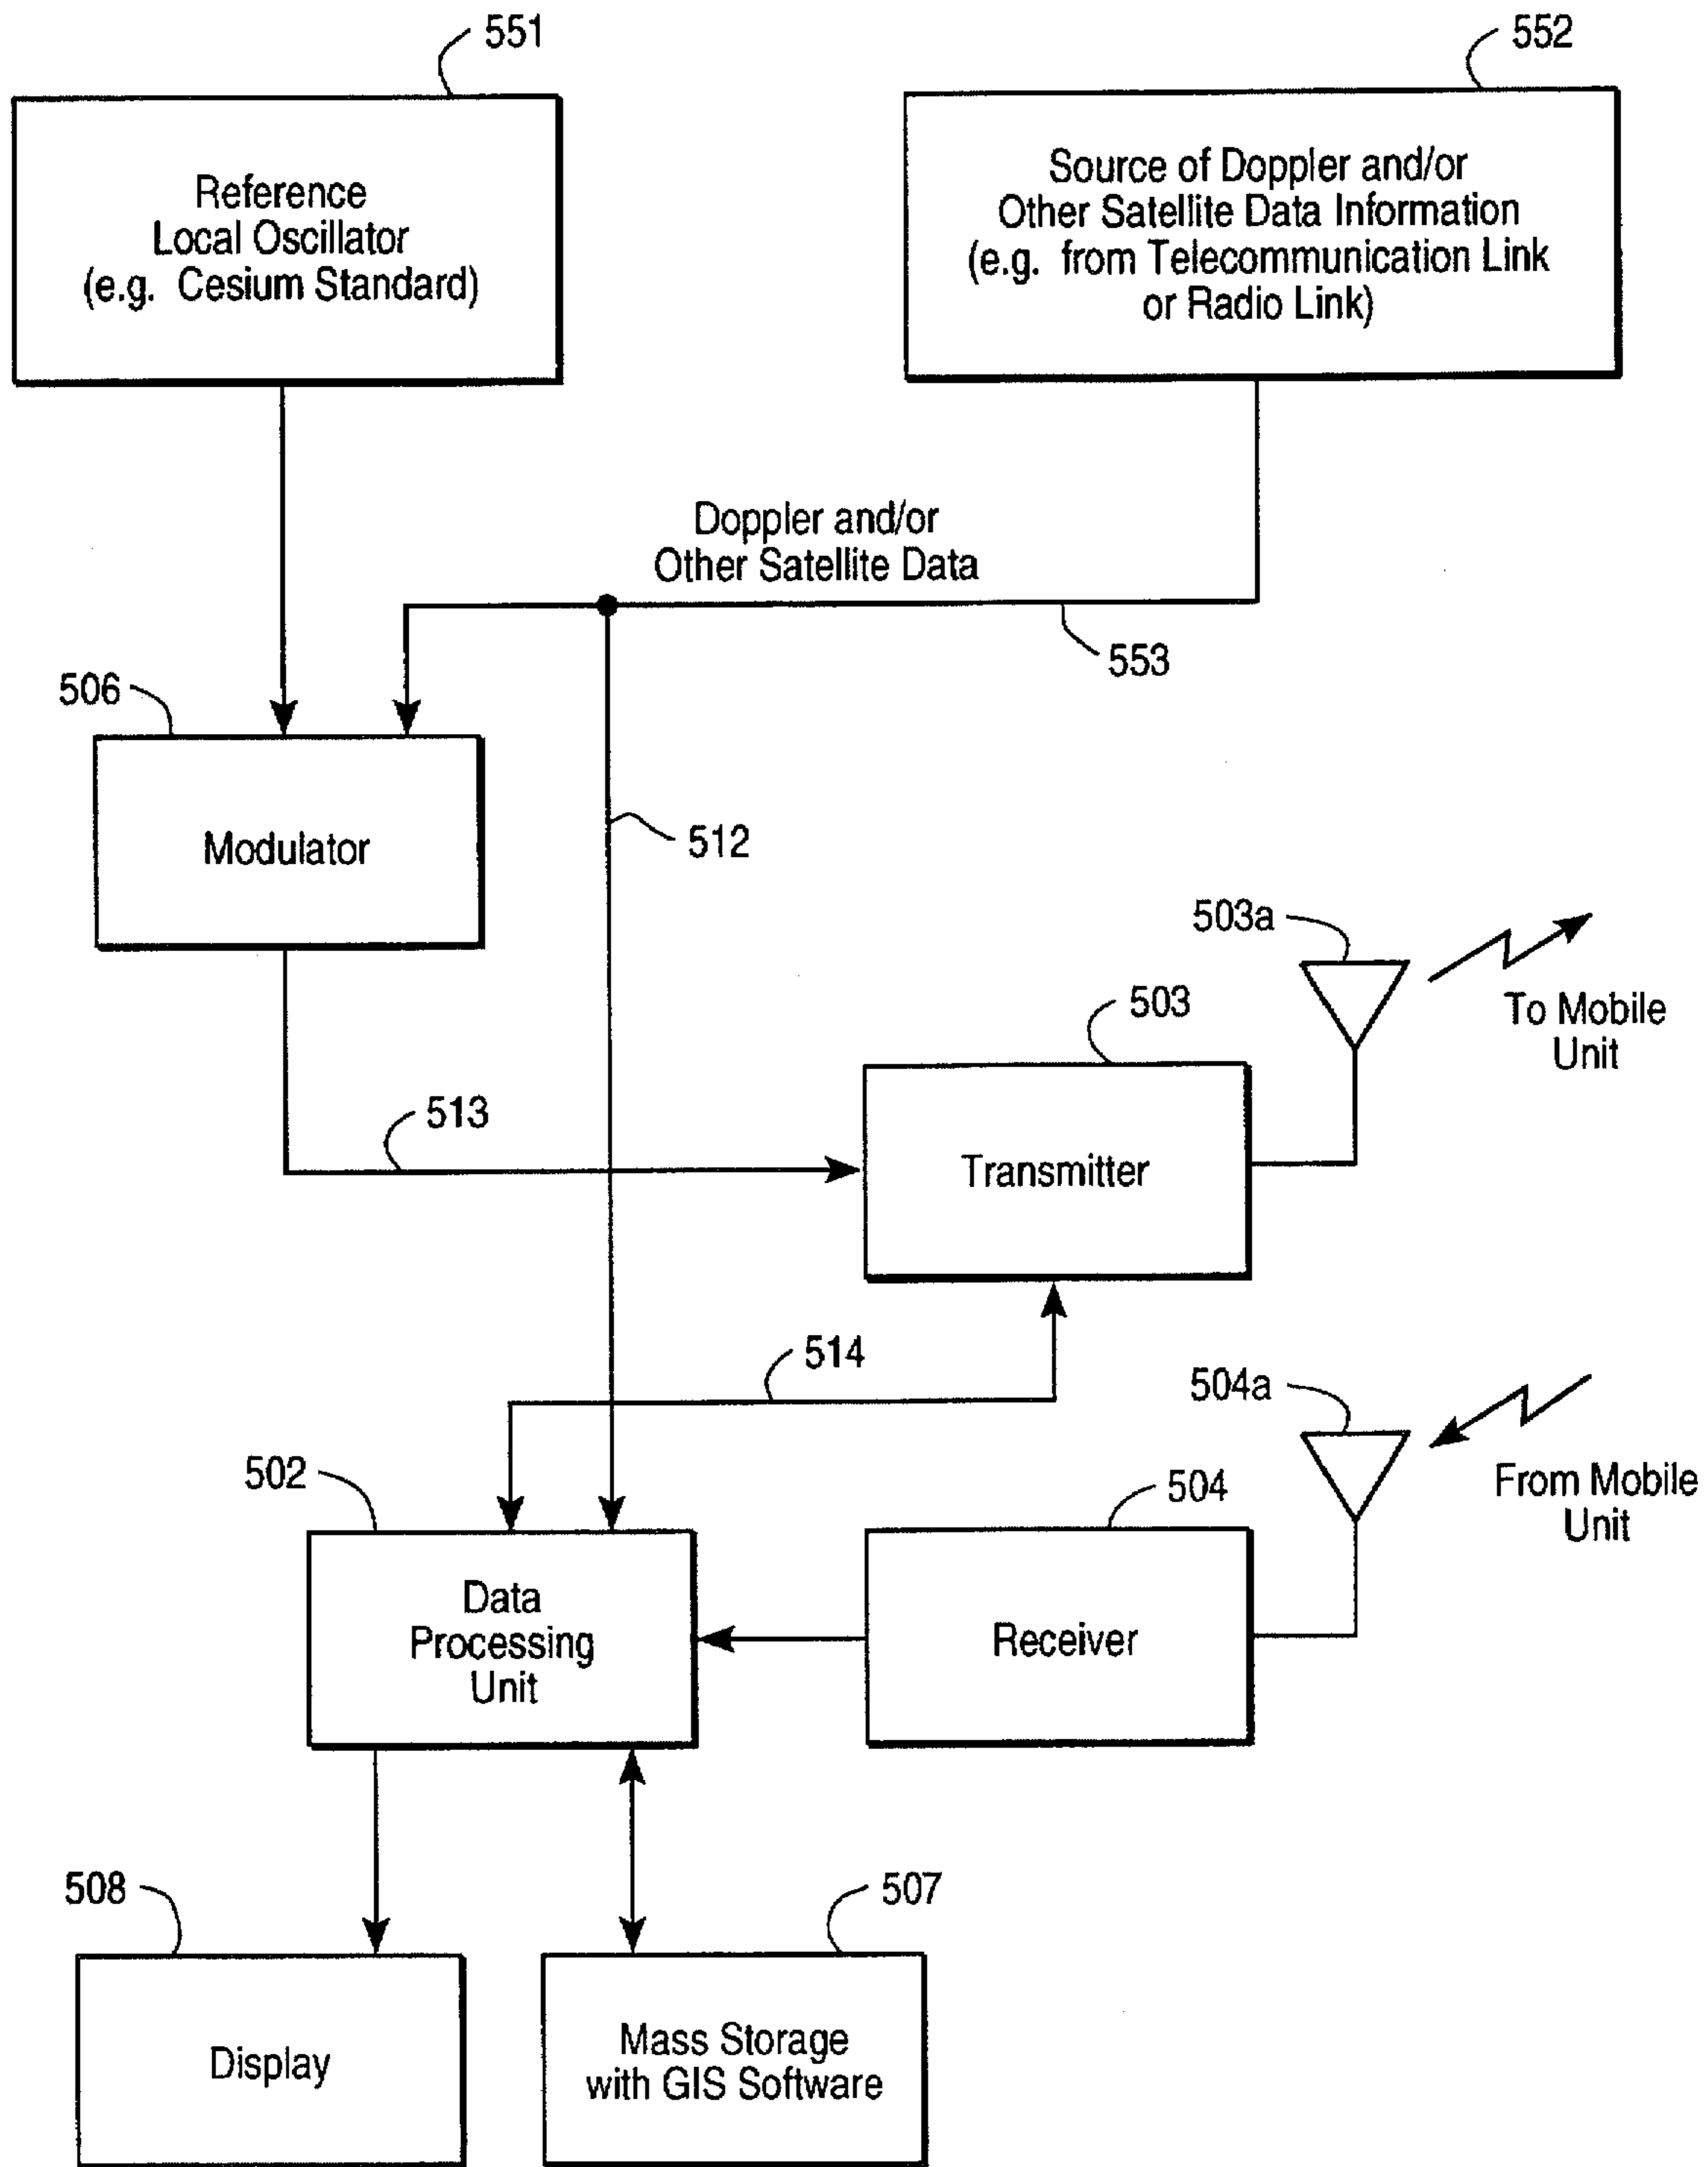 551
552
Reference
Local Oscillator
(e.g. Cesium Standard)
Source of Doppler and/or
Other Satellite Data Information
(e.g. from Telecommunication Link
or Radio Link)
Doppler and/or
Other Satellite Data
553
506
Modulator
512
503a
To Mobile
Unit
503
513
Transmitter
514
504a
From Mobile
Unit
502
504
Data
Processing
Unit
Receiver
508
507
Display
Mass Storage
with GIS Software